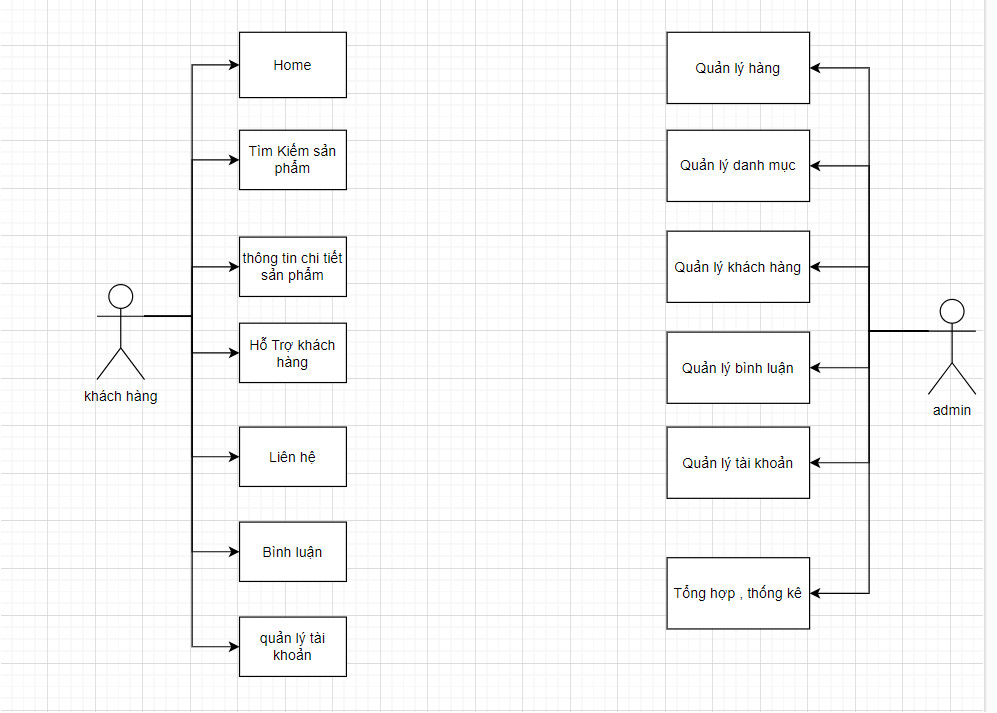 Home
Tìm Kiếm sản
phẩm
thông tin chi tiết
sản phẩm
Hỗ Trợ khách
hàng
Liên hệ
Bình luận
quản lý tài
khoản
khách hàng
Quản lý hàng
Quản lý danh mục
Quản lý khách hàng
Quản lý bình luận
Quản lý tài khoản
Tổng hợp , thống kê
admin